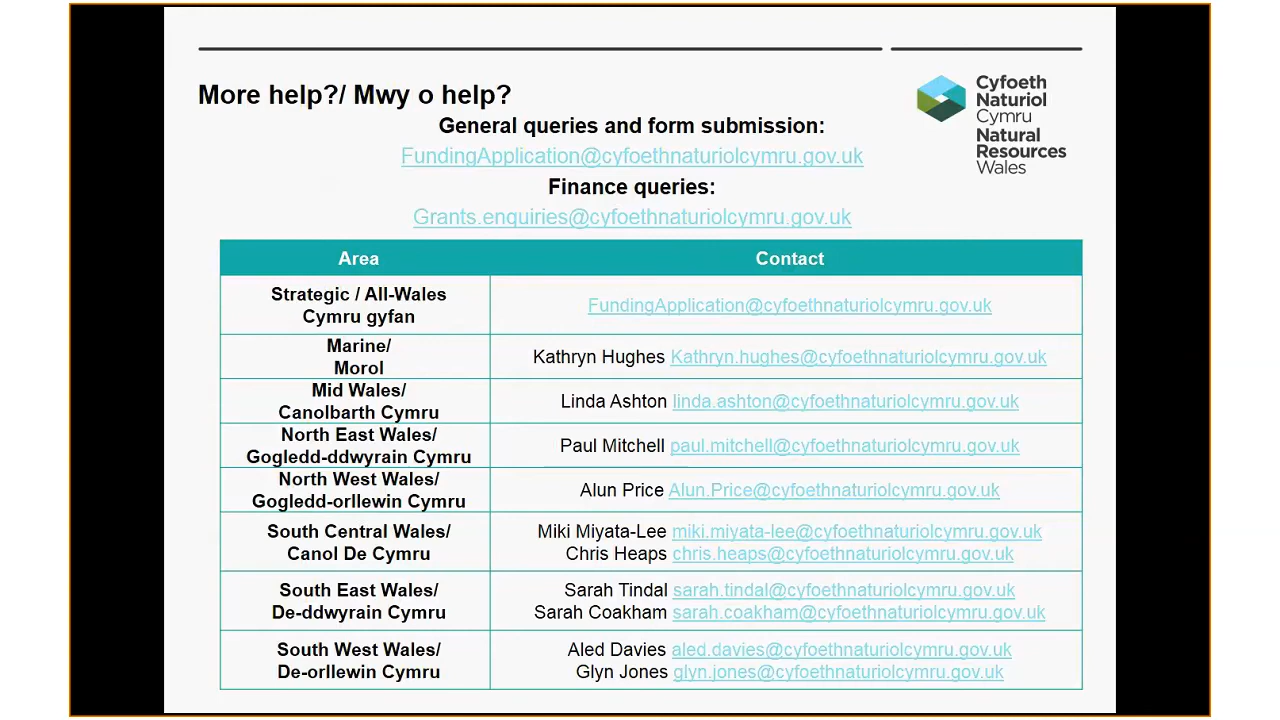 More help?/ Mwy o help?
Cyfoeth
Naturiol
Cymru
Natural
Resources
Wales
General queries and form submission:
FundingApplication@cyfoethnaturiolcymru.gov.uk
Finance queries:
Grants.enquiries@cyfoethnaturiolcymru.gov.uk
Area Contact
Strategic / All-Wales
Cymru gyfan
FundingApplication@cyfoethnaturiolcymru.gov.uk
Marine/
Morol
Kathryn Hughes Kathryn.hughes@cyfoethnaturiolcymru.gov.uk
Mid Wales/
Canolbarth Cymru
Linda Ashton linda.ashton@cyfoethnaturiolcymru.gov.uk
North East Wales/
Gogledd-ddwyrain Cymru
Paul Mitchell paul.mitchell@cyfoethnaturiolcymru.gov.uk
North West Wales/
Gogledd-orllewin Cymru
Alun Price Alun.Price@cyfoethnaturiolcymru.gov.uk
South Central Wales/
Canol De Cymru
Miki Miyata-Lee miki.miyata-lee@cyfoethnaturiolcymru.gov.uk
Chris Heaps chris.heaps@cyfoethnaturiolcymru.gov.uk
South East Wales/
De-ddwyrain Cymru
Sarah Tindal sarah.tindal@cyfoethnaturiolcymru.gov.uk
Sarah Coakham sarah.coakham@cyfoethnaturiolcymru.gov.uk
South West Wales/
De-orllewin Cymru
Aled Davies aled.davies@cyfoethnaturiolcymru.gov.uk
Glyn Jones glyn.jones@cyfoethnaturiolcymru.gov.uk